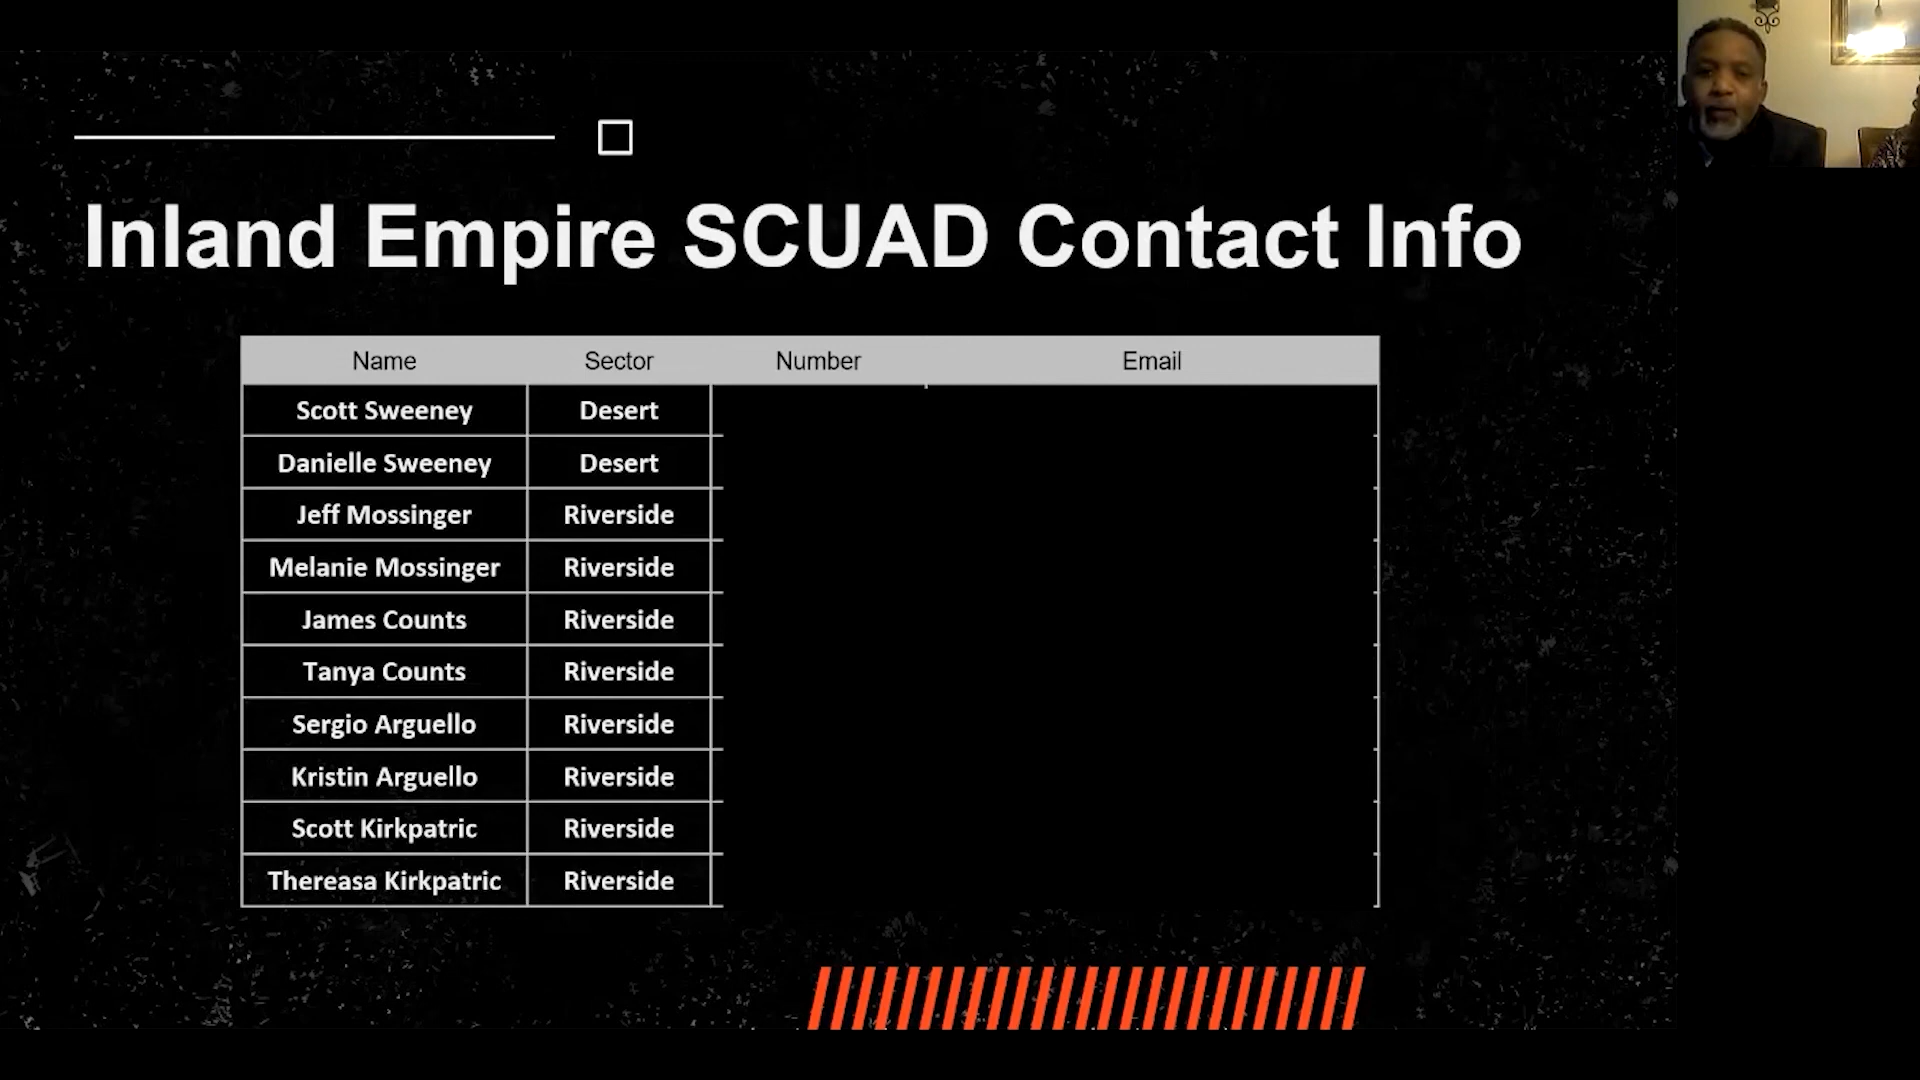 Inland Empire SCUAD Contact Info
Name Sector Number Email
Scott Sweeney Desert
Danielle Sweeney Desert
Jeff Mossinger Riverside
Melanie Mossinger Riverside
James Counts Riverside
Tanya Counts Riverside
Sergio Arguello Riverside
Kristin Arguello Riverside
Scott Kirkpatric Riverside
Thereasa Kirkpatric Riverside